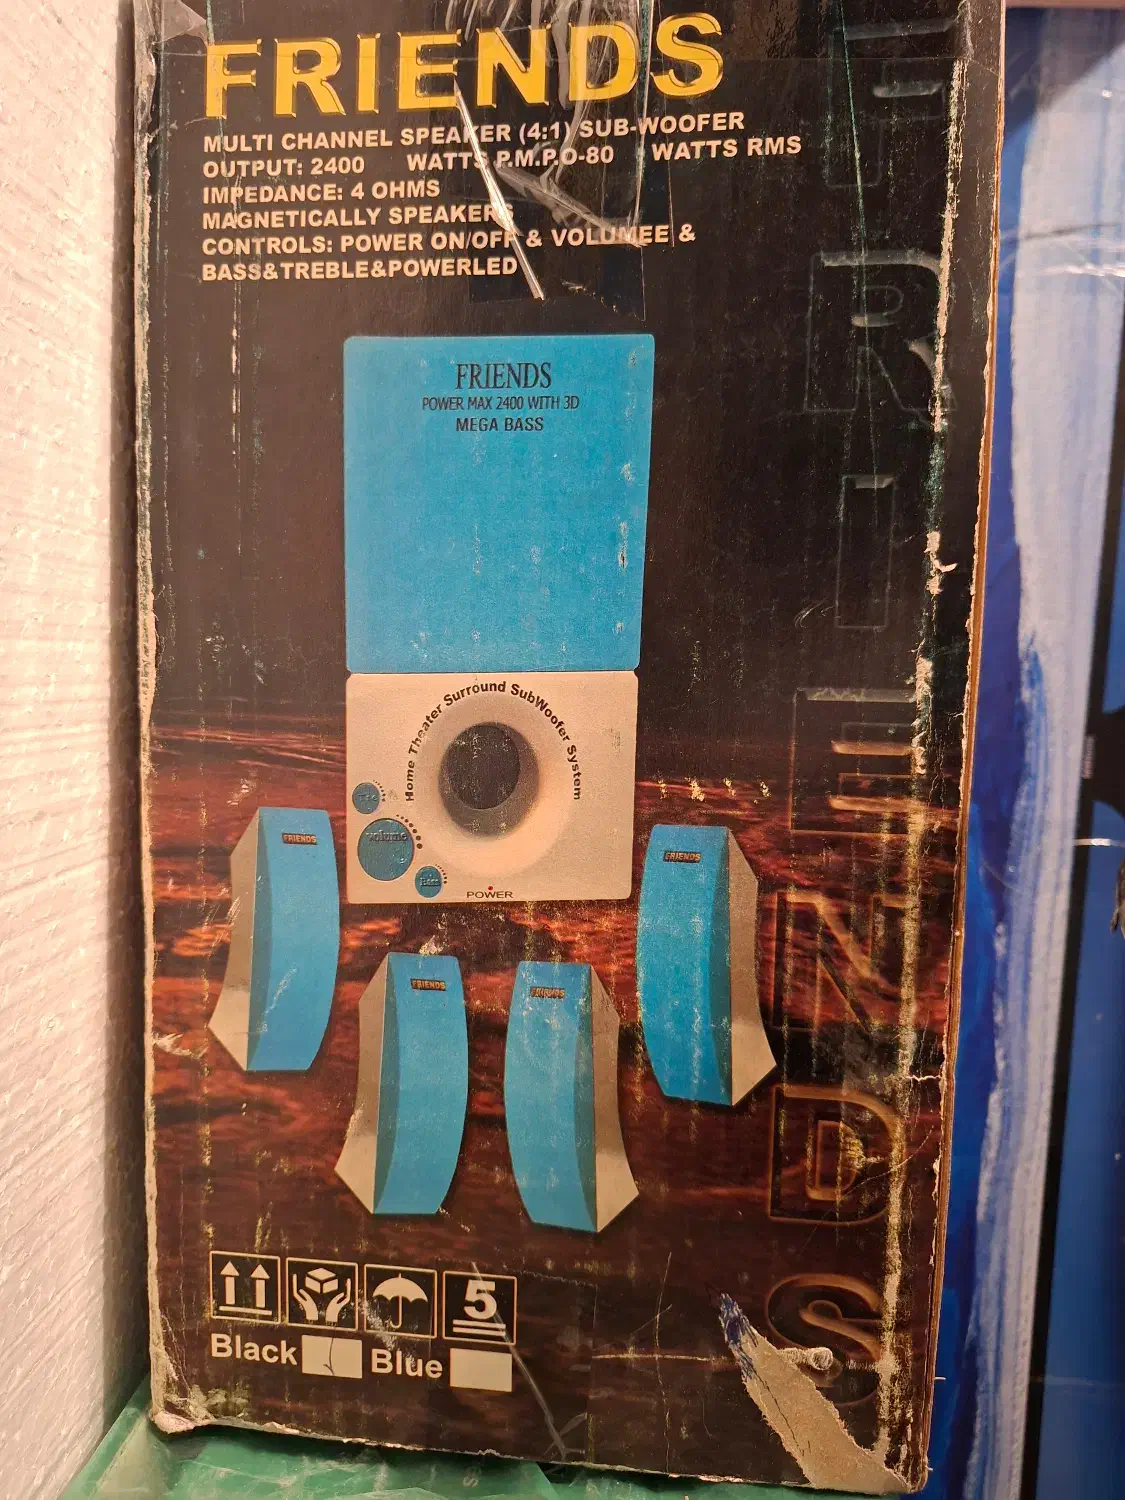 FRIENDS
MULTI CHANNEL SPEAKER (4:1) SUB-WOOFER
OUTPUT: 2400 WATTS P.M.P.O-80 WATTS RMS
IMPEDANCE: 4 OHMS
MAGNETICALLY SPEAKERS
CONTROLS: POWER ON/OFF & VOLUMEE &
BASS&TREBLE&POWERLED
FRIENDS
POWER MAX 2400 WITH 3D
MEGA BASS
Home Theater Surround SubWoofer System
volume
Bass
POWER
FRIENDS
FRIENDS
FRIENDS
FRIENDS
5
Black Blue
FRIENDS